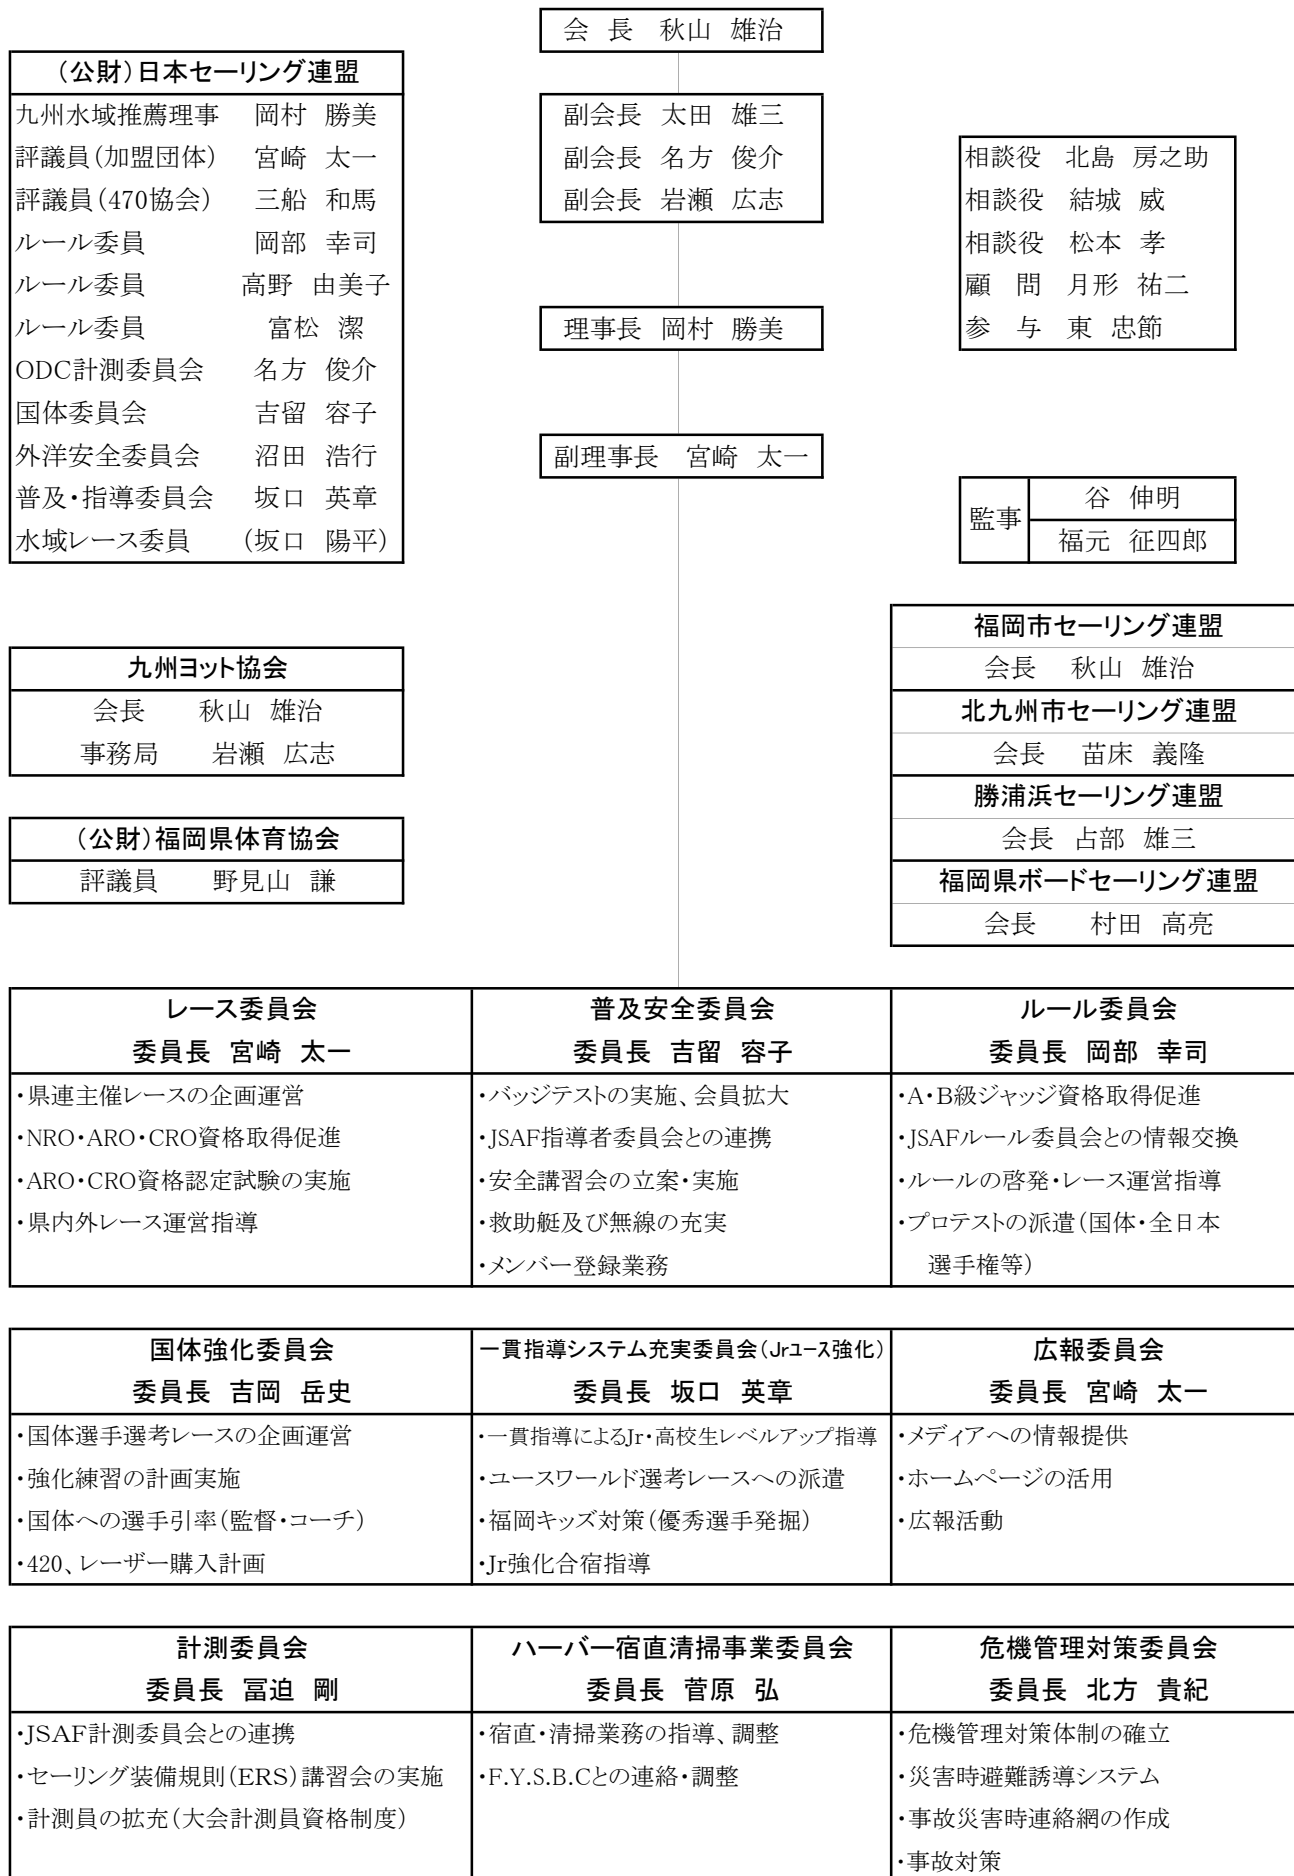 会 長 秋山 雄治
(公財)日本セーリング連盟
九州水域推薦理事 岡村 勝美
評議員(加盟団体) 宮崎 太一
評議員(470協会) 三船 和馬
ルール委員 岡部 幸司
ルール委員 高野 由美子
ルール委員 富松 潔
ODC計測委員会 名方 俊介
国体委員会 吉留 容子
外洋安全委員会 沼田 浩行
普及・指導委員会 坂口 英章
水域レース委員 (坂口 陽平)
副会長 太田 雄三
副会長 名方 俊介
副会長 岩瀬 広志
理事長 岡村 勝美
副理事長 宮崎 太一
相談役 北島 房之助
相談役 結城 威
相談役 松本 孝
顧 問 月形 祐二
参 与 東 忠節
監事
谷 伸明
福元 征四郎
九州ヨット協会
会長 秋山 雄治
事務局 岩瀬 広志
(公財)福岡県体育協会
評議員 野見山 謙
福岡市セーリング連盟
会長 秋山 雄治
北九州市セーリング連盟
会長 苗床 義隆
勝浦浜セーリング連盟
会長 占部 雄三
福岡県ボードセーリング連盟
会長 村田 高亮
レース委員会
委員長 宮崎 太一
・県連主催レースの企画運営
・NRO・ARO・CRO資格取得促進
・ARO・CRO資格認定試験の実施
・県内外レース運営指導
普及安全委員会
委員長 吉留 容子
・バッジテストの実施、会員拡大
・JSAF指導者委員会との連携
・安全講習会の立案・実施
・救助艇及び無線の充実
・メンバー登録業務
ルール委員会
委員長 岡部 幸司
・A・B級ジャッジ資格取得促進
・JSAFルール委員会との情報交換
・ルールの啓発・レース運営指導
・プロテストの派遣(国体・全日本
選手権等)
国体強化委員会
委員長 吉岡 岳史
・国体選手選考レースの企画運営
・強化練習の計画実施
・国体への選手引率(監督・コーチ)
・420、レーザー購入計画
一貫指導システム充実委員会(Jrユース強化)
委員長 坂口 英章
・一貫指導によるJr・高校生レベルアップ指導
・ユースワールド選考レースへの派遣
・福岡キッズ対策(優秀選手発掘)
・Jr強化合宿指導
広報委員会
委員長 宮崎 太一
・メディアへの情報提供
・ホームページの活用
・広報活動
計測委員会
委員長 冨迫 剛
・JSAF計測委員会との連携
・セーリング装備規則(ERS)講習会の実施
・計測員の拡充(大会計測員資格制度)
ハーバー宿直清掃事業委員会
委員長 菅原 弘
・宿直・清掃業務の指導、調整
・F.Y.S.B.Cとの連絡・調整
危機管理対策委員会
委員長 北方 貴紀
・危機管理対策体制の確立
・災害時避難誘導システム
・事故災害時連絡網の作成
・事故対策